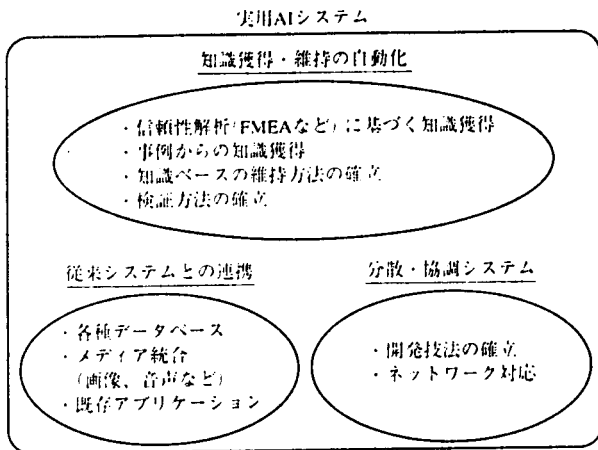 実用AIシステム
知識獲得・維持の自動化
・信頼性解析(FMEAなど)に基づく知識獲得
・事例からの知識獲得
・知識ベースの維持方法の確立
・検証方法の確立
従来システムとの連携
・各種データベース
・メディア統合
(画像、音声など)
・既存アプリケーション
分散・協調システム
・開発技法の確立
・ネットワーク対応